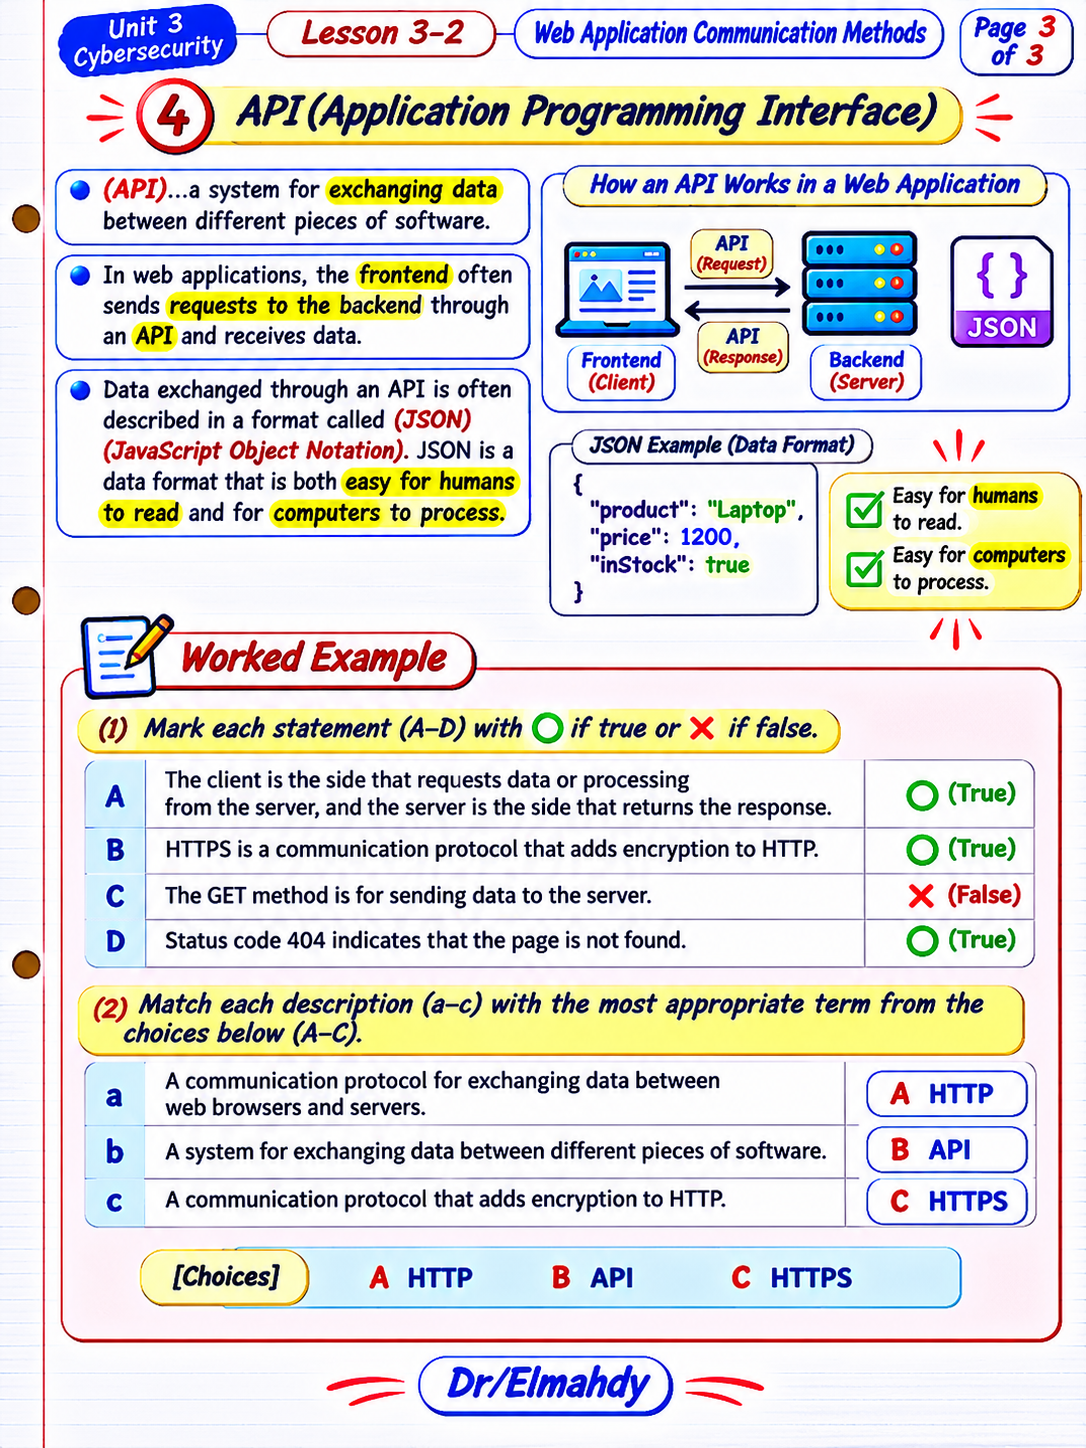 Unit 3
Cybersecurity
Lesson 3-2
Web Application Communication Methods
Page 3
of 3
4 API (Application Programming Interface)
(API)...a system for exchanging data
between different pieces of software.
In web applications, the frontend often
sends requests to the backend through
an API and receives data.
Data exchanged through an API is often
described in a format called (JSON)
(JavaScript Object Notation). JSON is a
data format that is both easy for humans
to read and for computers to process.
How an API Works in a Web Application
API
(Request)
API
(Response)
Frontend
(Client)
Backend
(Server)
{ }
JSON
JSON Example (Data Format)
{
"product": "Laptop",
"price": 1200,
"inStock": true
}
Easy for humans
to read.
Easy for computers
to process.
Worked Example
(1) Mark each statement (A-D) with ◯ if true or ✕ if false.
A The client is the side that requests data or processing
from the server, and the server is the side that returns the response. ◯ (True)
B HTTPS is a communication protocol that adds encryption to HTTP. ◯ (True)
C The GET method is for sending data to the server. ✕ (False)
D Status code 404 indicates that the page is not found. ◯ (True)
(2) Match each description (a-c) with the most appropriate term from the
choices below (A-C).
a A communication protocol for exchanging data between
web browsers and servers. A HTTP
b A system for exchanging data between different pieces of software. B API
c A communication protocol that adds encryption to HTTP. C HTTPS
[Choices] A HTTP B API C HTTPS
Dr/Elmahdy